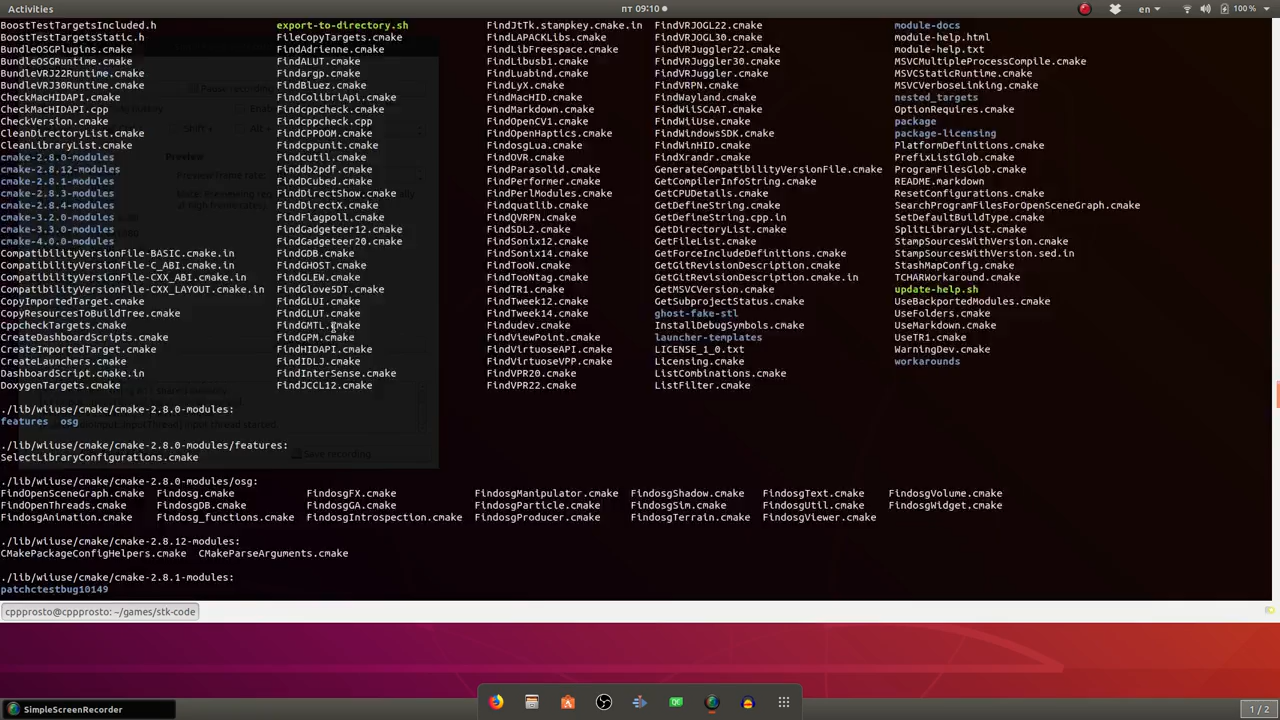 Activities пт 09:10 en 100 %
BoostTestTargetsIncluded.h export-to-directory.sh FindJtTk.stampkey.cmake.in FindVRJOGL22.cmake module-docs
BoostTestTargetsStatic.h FileCopyTargets.cmake FindLAPACKLibs.cmake FindVRJOGL30.cmake module-help.html
BundleOSGPlugins.cmake FindAdrienne.cmake FindLibFreespace.cmake FindVRJuggler22.cmake module-help.txt
BundleOSGRuntime.cmake FindALUT.cmake FindLibusb1.cmake FindVRJuggler30.cmake MSVCMultipleProcessCompile.cmake
BundleVRJ22Runtime.cmake Findargp.cmake FindLuabind.cmake FindVRJuggler.cmake MSVCStaticRuntime.cmake
BundleVRJ30Runtime.cmake FindBluez.cmake FindLyX.cmake FindVRPN.cmake MSVCVerboseLinking.cmake
CheckMacHIDAPI.cmake FindColibriApi.cmake FindMacHID.cmake FindWayland.cmake nested_targets
CheckMacHIDAPI.cpp Findcppcheck.cmake FindMarkdown.cmake FindWiiSCAAT.cmake OptionRequires.cmake
CheckVersion.cmake Findcppcheck.cpp FindOpenCV1.cmake FindWiiUse.cmake package
CleanDirectoryList.cmake FindCPPDOM.cmake FindOpenHaptics.cmake FindWindowsSDK.cmake package-licensing
CleanLibraryList.cmake Findcppunit.cmake FindosgLua.cmake FindWinHID.cmake PlatformDefinitions.cmake
cmake-2.8.0-modules Findcutil.cmake FindOVR.cmake FindXrandr.cmake PrefixListGlob.cmake
cmake-2.8.12-modules Finddb2pdf.cmake FindParasolid.cmake GenerateCompatibilityVersionFile.cmake ProgramFilesGlob.cmake
cmake-2.8.1-modules FindDCubed.cmake FindPerformer.cmake GetCompilerInfoString.cmake README.markdown
cmake-2.8.3-modules FindDirectShow.cmake FindPerlModules.cmake GetCPUDetails.cmake ResetConfigurations.cmake
cmake-2.8.4-modules FindDirectX.cmake Findquatlib.cmake GetDefineString.cmake SearchProgramFilesForOpenSceneGraph.cmake
cmake-3.2.0-modules FindFlagpoll.cmake FindQVRPN.cmake GetDefineString.cpp.in SetDefaultBuildType.cmake
cmake-3.3.0-modules FindGadgeteer12.cmake FindSDL2.cmake GetDirectoryList.cmake SplitLibraryList.cmake
cmake-4.0.0-modules FindGadgeteer20.cmake FindSonix12.cmake GetFileList.cmake StampSourcesWithVersion.cmake
CompatibilityVersionFile-BASIC.cmake.in FindGDB.cmake FindSonix14.cmake GetForceIncludeDefinitions.cmake StampSourcesWithVersion.sed.in
CompatibilityVersionFile-C_ABI.cmake.in FindGHOST.cmake FindTooN.cmake GetGitRevisionDescription.cmake StashMapConfig.cmake
CompatibilityVersionFile-CXX_ABI.cmake.in FindGLEW.cmake FindTooNtag.cmake GetGitRevisionDescription.cmake.in TCHARWorkaround.cmake
CompatibilityVersionFile-CXX_LAYOUT.cmake.in FindGloveSDT.cmake FindTR1.cmake GetMSVCVersion.cmake update-help.sh
CopyImportedTarget.cmake FindGLUI.cmake FindTweek12.cmake GetSubprojectStatus.cmake UseBackportedModules.cmake
CopyResourcesToBuildTree.cmake FindGLUT.cmake FindTweek14.cmake ghost-fake-stl UseFolders.cmake
CppcheckTargets.cmake FindGMTL.cmake Findudev.cmake InstallDebugSymbols.cmake UseMarkdown.cmake
CreateDashboardScripts.cmake FindGPM.cmake FindViewPoint.cmake launcher-templates UseTR1.cmake
CreateImportedTarget.cmake FindHIDAPI.cmake FindVirtuoseAPI.cmake LICENSE_1_0.txt WarningDev.cmake
CreateLaunchers.cmake FindIDLJ.cmake FindVirtuoseVPP.cmake Licensing.cmake workarounds
DashboardScript.cmake.in FindInterSense.cmake FindVPR20.cmake ListCombinations.cmake
DoxygenTargets.cmake FindJCCL12.cmake FindVPR22.cmake ListFilter.cmake
./lib/wiiuse/cmake/cmake-2.8.0-modules:
features osg
./lib/wiiuse/cmake/cmake-2.8.0-modules/features:
SelectLibraryConfigurations.cmake Save recording
./lib/wiiuse/cmake/cmake-2.8.0-modules/osg:
FindOpenSceneGraph.cmake Findosg.cmake FindosgFX.cmake FindosgManipulator.cmake FindosgShadow.cmake FindosgText.cmake FindosgVolume.cmake
FindOpenThreads.cmake FindosgDB.cmake FindosgGA.cmake FindosgParticle.cmake FindosgSim.cmake FindosgUtil.cmake FindosgWidget.cmake
FindosgAnimation.cmake Findosg_functions.cmake FindosgIntrospection.cmake FindosgProducer.cmake FindosgTerrain.cmake FindosgViewer.cmake
./lib/wiiuse/cmake/cmake-2.8.12-modules:
CMakePackageConfigHelpers.cmake CMakeParseArguments.cmake
./lib/wiiuse/cmake/cmake-2.8.1-modules:
patchctestbug10149
cppprosto@cppprosto: ~/games/stk-code
SimpleScreenRecorder 1 / 2